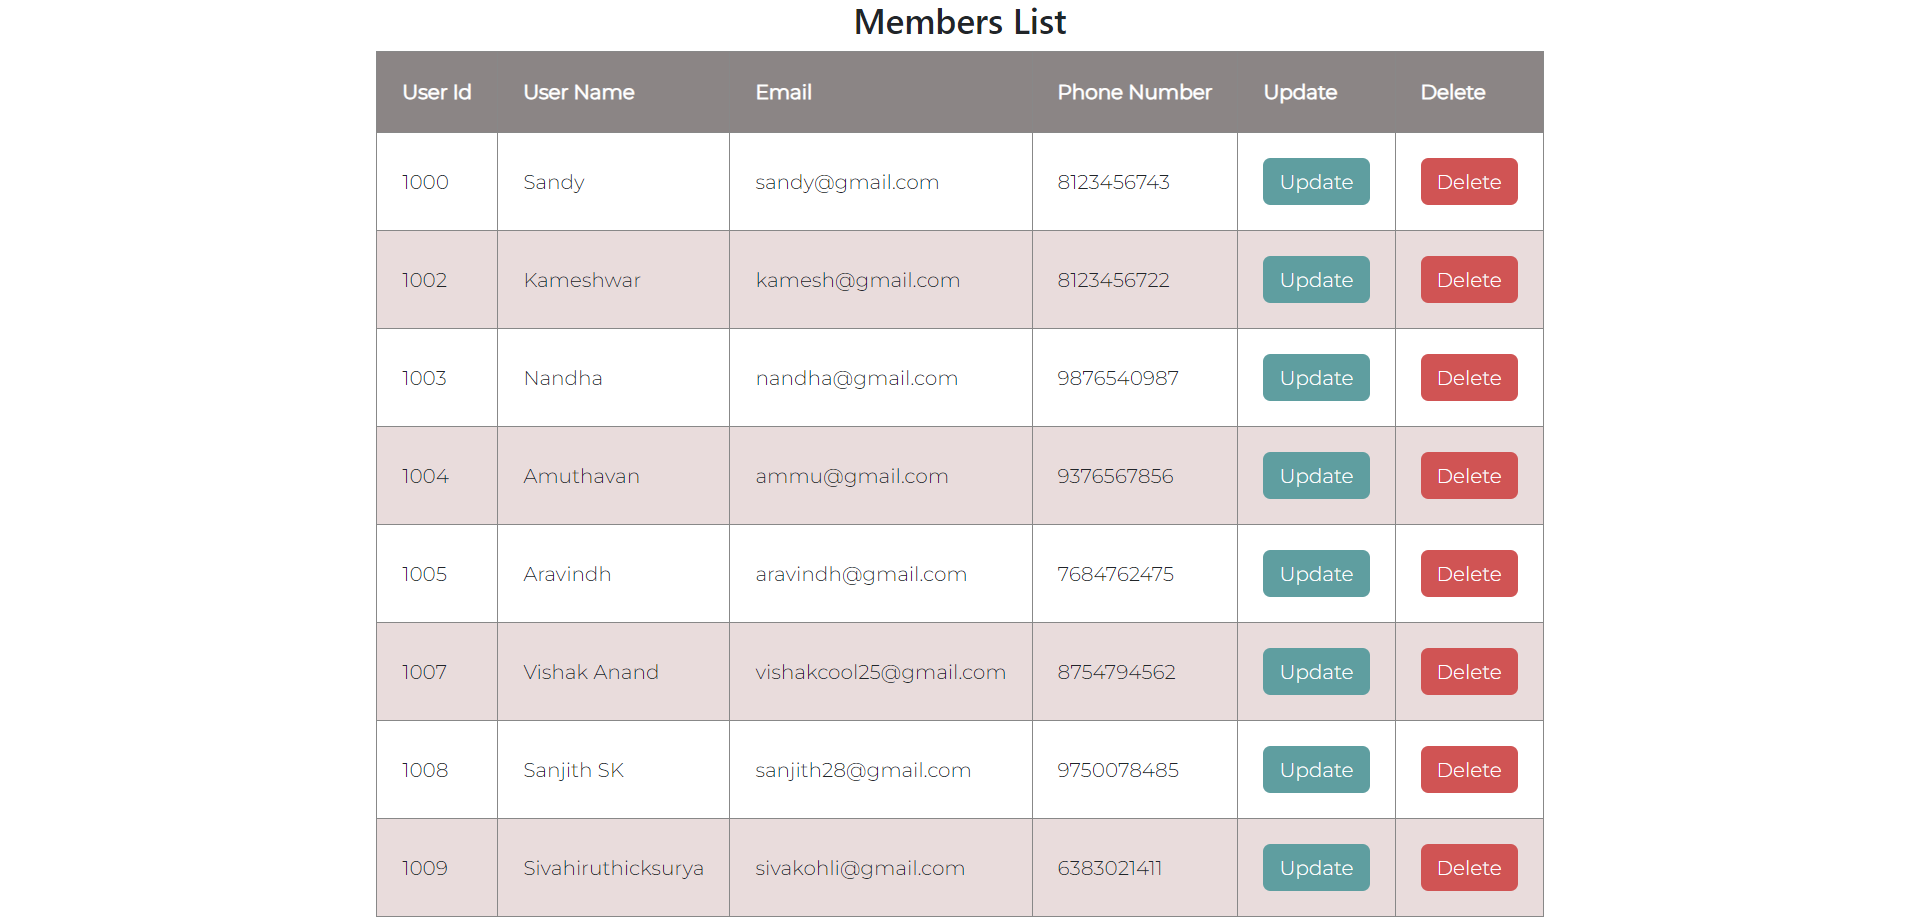 Members List
User Id User Name Email Phone Number Update Delete
1000 Sandy sandy@gmail.com 8123456743 Update Delete
1002 Kameshwar kamesh@gmail.com 8123456722 Update Delete
1003 Nandha nandha@gmail.com 9876540987 Update Delete
1004 Amuthavan ammu@gmail.com 9376567856 Update Delete
1005 Aravindh aravindh@gmail.com 7684762475 Update Delete
1007 Vishak Anand vishakcool25@gmail.com 8754794562 Update Delete
1008 Sanjith SK sanjith28@gmail.com 9750078485 Update Delete
1009 Sivahiruthicksurya sivakohli@gmail.com 6383021411 Update Delete